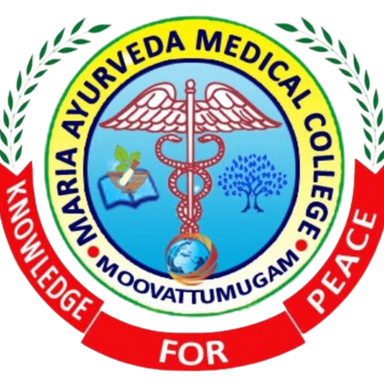 MARIA AYURVEDA MEDICAL COLLEGE
MOOVATTUMUGAM
KNOWLEDGE
FOR
PEACE